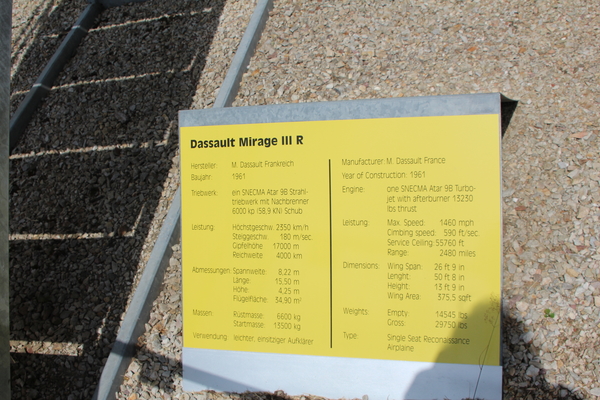 Dassault Mirage III R
Hersteller: M. Dassault Frankreich
Baujahr: 1961
Triebwerk: ein SNECMA Atar 9B Strahl-
triebwerk mit Nachbrenner
6000 kp (58,9 KN) Schub
Leistung: Höchstgeschw. 2350 km/h
Steiggeschw. 180 m/sec.
Gipfelhöhe 17000 m
Reichweite 4000 km
Abmessungen: Spannweite: 8,22 m
Länge: 15,50 m
Höhe: 4,25 m
Flügelfläche: 34,90 m²
Massen: Rüstmasse: 6600 kg
Startmasse: 13500 kg
Verwendung: leichter, einsitziger Aufklärer
Manufacturer: M. Dassault France
Year of Construction: 1961
Engine: one SNECMA Atar 9B Turbo-
jet with afterburner 13230
lbs thrust
Leistung: Max. Speed: 1460 mph
Cimbing speed: 590 ft/sec.
Service Ceiling 55760 ft
Range: 2480 miles
Dimensions: Wing Span 26 ft 9 in
Lenght: 50 ft 8 in
Height: 13 ft 9 in
Wing Area 375.5 sqft
Weights: Empty: 14545 lbs
Gross: 29750 lbs
Type: Single Seat Reconaissance
Airplaine